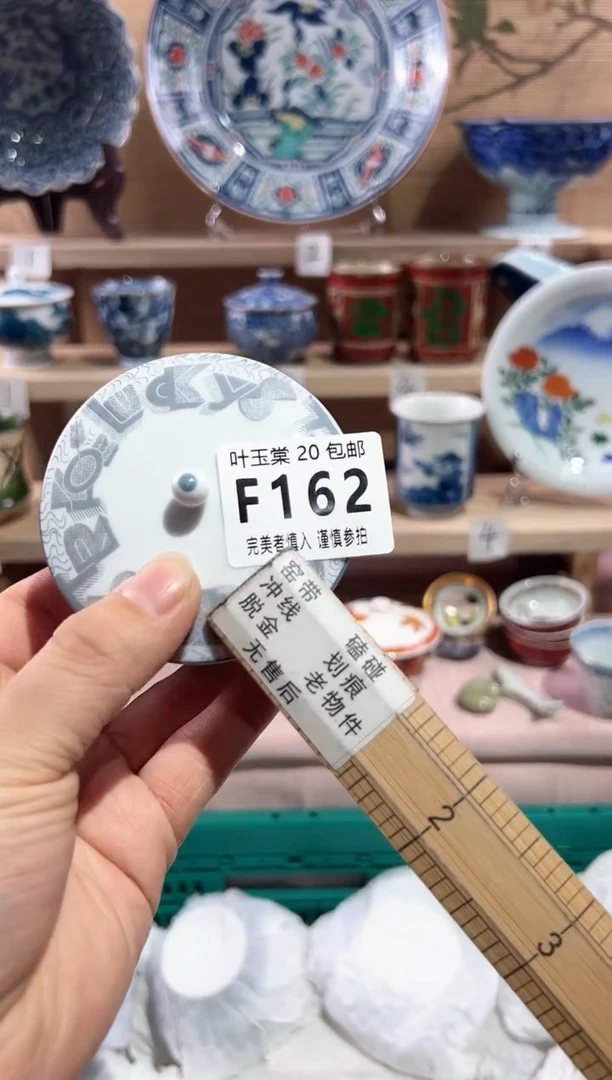 叶玉棠 20 包邮
F162
完美者慎入 谨慎参拍
窑带
冲线
脱金
无售后
磕碰
划痕
老物件
2
3
4